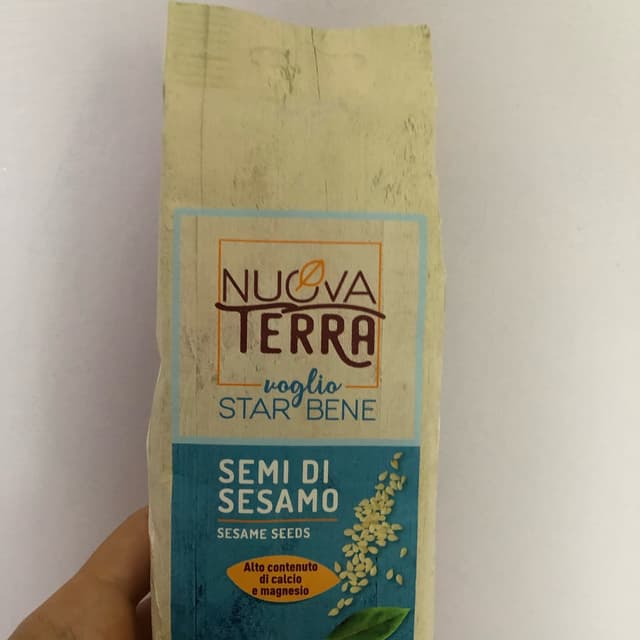 NUOVA
TERRA
voglio
STAR BENE
SEMI DI
SESAMO
SESAME SEEDS
Alto contenuto
di calcio
e magnesio